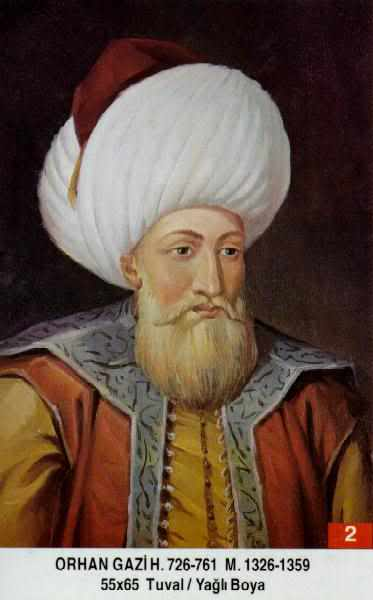 2
ORHAN GAZİ H. 726-761 M. 1326-1359
55x65 Tuval / Yağlı Boya